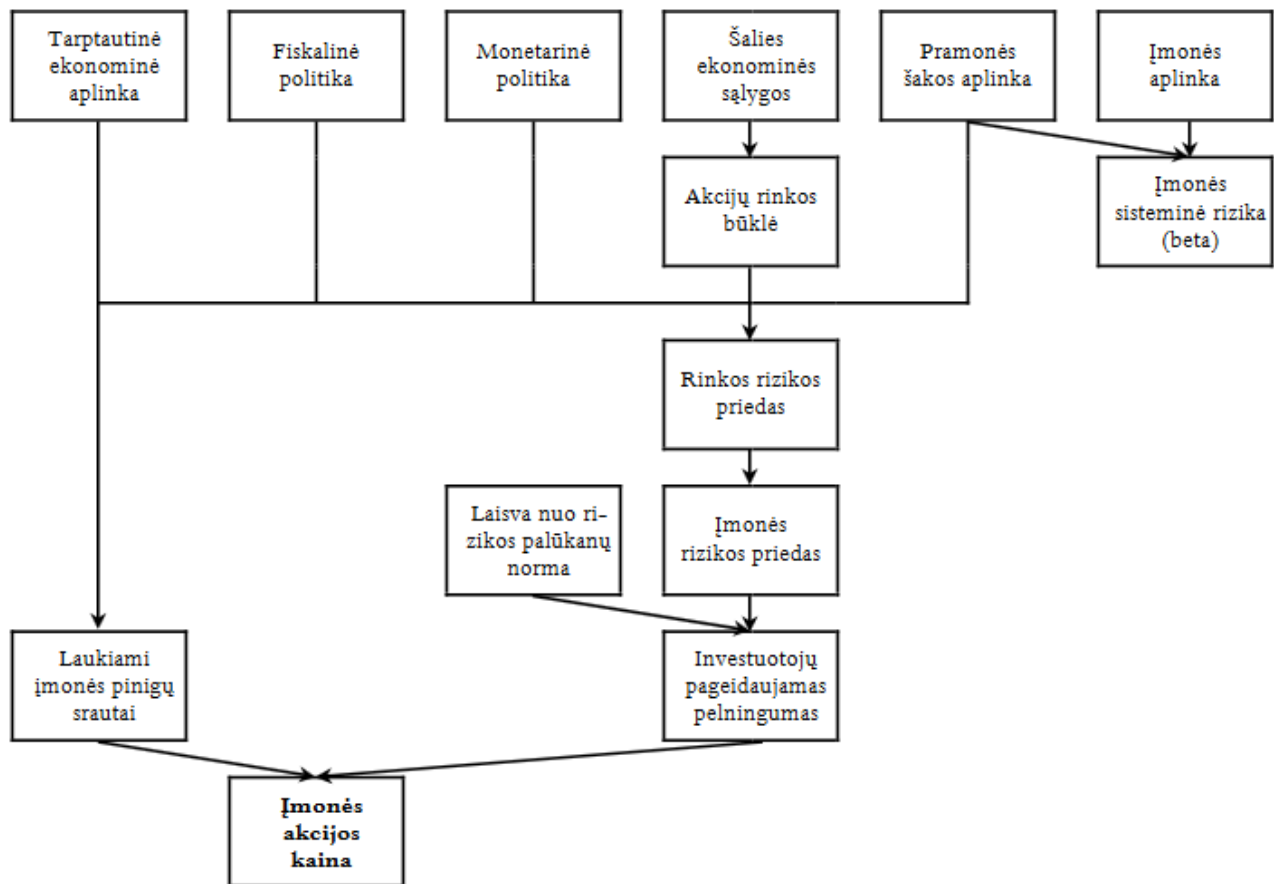 Tarptautinė
ekonominė
aplinka
Fiskalinė
politika
Monetarinė
politika
Šalies
ekonominės
sąlygos
Pramonės
šakos aplinka
Įmonės
aplinka
Akcijų rinkos
būklė
Įmonės
sisteminė rizika
(beta)
Rinkos rizikos
priedas
Laisva nuo ri-
zikos palūkanų
norma
Įmonės
rizikos priedas
Laukiami
įmonės pinigų
srautai
Investuotojų
pageidaujamas
pelningumas
Įmonės
akcijos
kaina